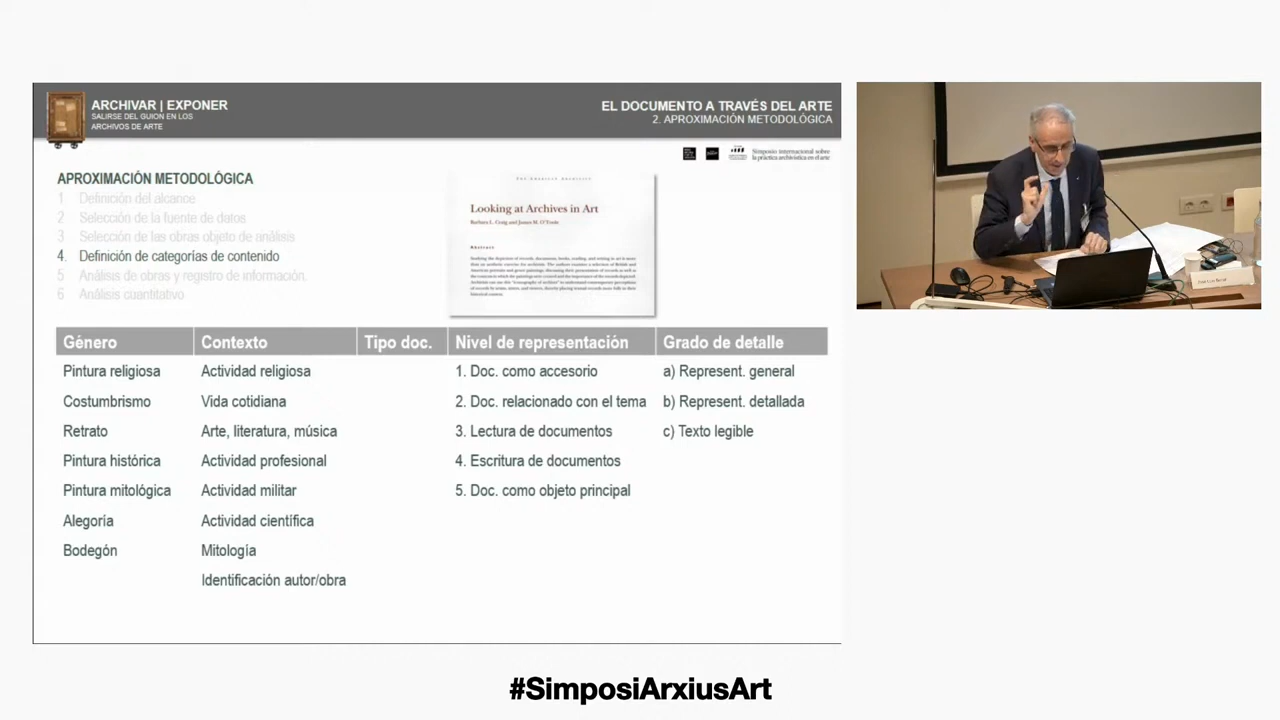 ARCHIVAR | EXPONER
SALIRSE DEL GUION EN LOS
ARCHIVOS DE ARTE
EL DOCUMENTO A TRAVÉS DEL ARTE
2. APROXIMACIÓN METODOLÓGICA
Simposio internacional sobre
la práctica archivística en el arte
APROXIMACIÓN METODOLÓGICA
1 Definición del alcance
2 Selección de la fuente de datos
3 Selección de las obras objeto de análisis
4. Definición de categorías de contenido
5 Análisis de obras y registro de información.
6 Análisis cuantitativo
Looking at Archives in Art
Barbara L. Craig and James M. O'Toole
Abstract
Género Contexto Tipo doc. Nivel de representación Grado de detalle
Pintura religiosa Actividad religiosa 1. Doc. como accesorio a) Represent. general
Costumbrismo Vida cotidiana 2. Doc. relacionado con el tema b) Represent. detallada
Retrato Arte, literatura, música 3. Lectura de documentos c) Texto legible
Pintura histórica Actividad profesional 4. Escritura de documentos
Pintura mitológica Actividad militar 5. Doc. como objeto principal
Alegoría Actividad científica
Bodegón Mitología
Identificación autor/obra
#SimposiArxiusArt